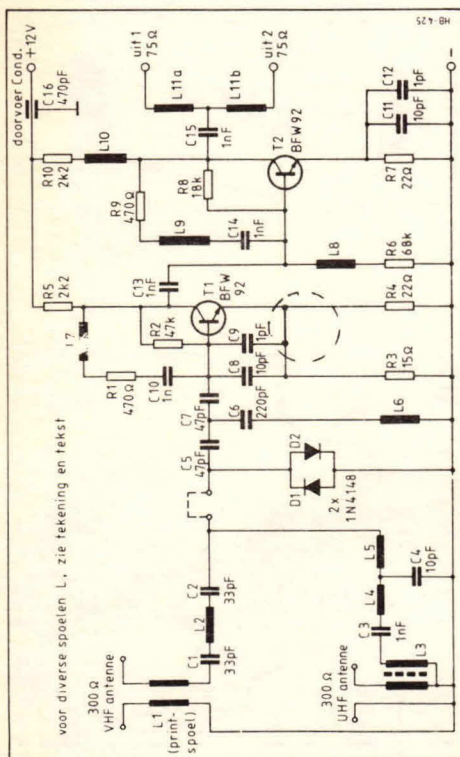 HB-425
voor diverse spoelen L, zie tekening en tekst
300 Ω
VHF antenne
L1
(print-
spoel)
C1
33pF
L2
C2
33pF
300 Ω
UHF antenne
L3
C3
1nF
L4
L5
C4
10pF
D1
D2
2 x
1N4148
C5
47pF
C7
47pF
C6
220pF
L6
R1
470Ω
C10
1n
L7
R2
47k
C8
10pF
C9
1pF
R3
15Ω
R4
22Ω
T1
BFW
92
R5
2k2
C13
1nF
L8
R6
68k
R9
470Ω
L9
C14
1nF
R10
2k2
L10
R8
18k
T2
BFW92
R7
22Ω
C11
10pF
C12
1pF
C15
1nF
L11a
L11b
uit 1
75Ω
uit 2
75Ω
doorvoer Cond.
C16
470pF
+12V
-